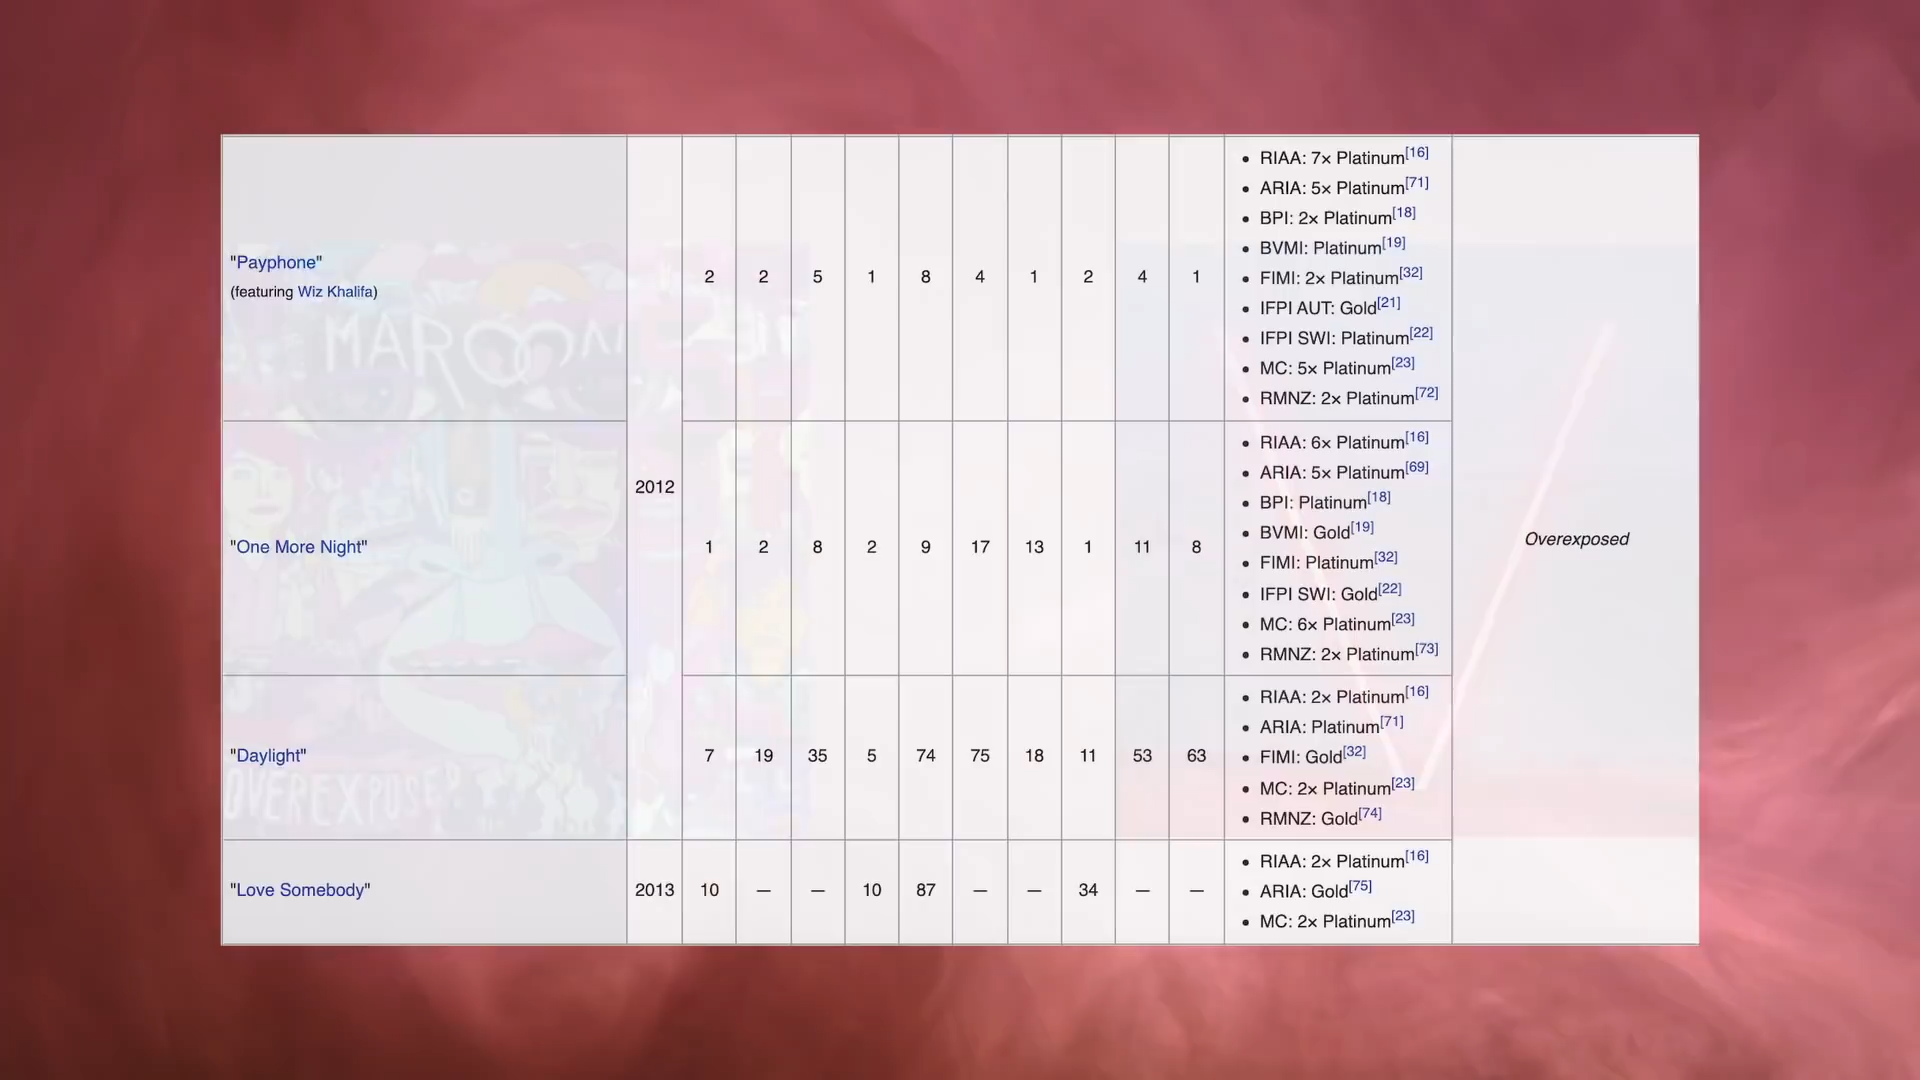 "Payphone"
(featuring Wiz Khalifa)
2012
2 2 5 1 8 4 1 2 4 1
• RIAA: 7× Platinum[16]
• ARIA: 5× Platinum[71]
• BPI: 2× Platinum[18]
• BVMI: Platinum[19]
• FIMI: 2× Platinum[32]
• IFPI AUT: Gold[21]
• IFPI SWI: Platinum[22]
• MC: 5× Platinum[23]
• RMNZ: 2× Platinum[72]
Overexposed
"One More Night"
1 2 8 2 9 17 13 1 11 8
• RIAA: 6× Platinum[16]
• ARIA: 5× Platinum[69]
• BPI: Platinum[18]
• BVMI: Gold[19]
• FIMI: Platinum[32]
• IFPI SWI: Gold[22]
• MC: 6× Platinum[23]
• RMNZ: 2× Platinum[73]
"Daylight"
7 19 35 5 74 75 18 11 53 63
• RIAA: 2× Platinum[16]
• ARIA: Platinum[71]
• FIMI: Gold[32]
• MC: 2× Platinum[23]
• RMNZ: Gold[74]
"Love Somebody"
2013
10 — — 10 87 — — 34 — —
• RIAA: 2× Platinum[16]
• ARIA: Gold[75]
• MC: 2× Platinum[23]
MAROON
OVEREXPOSED